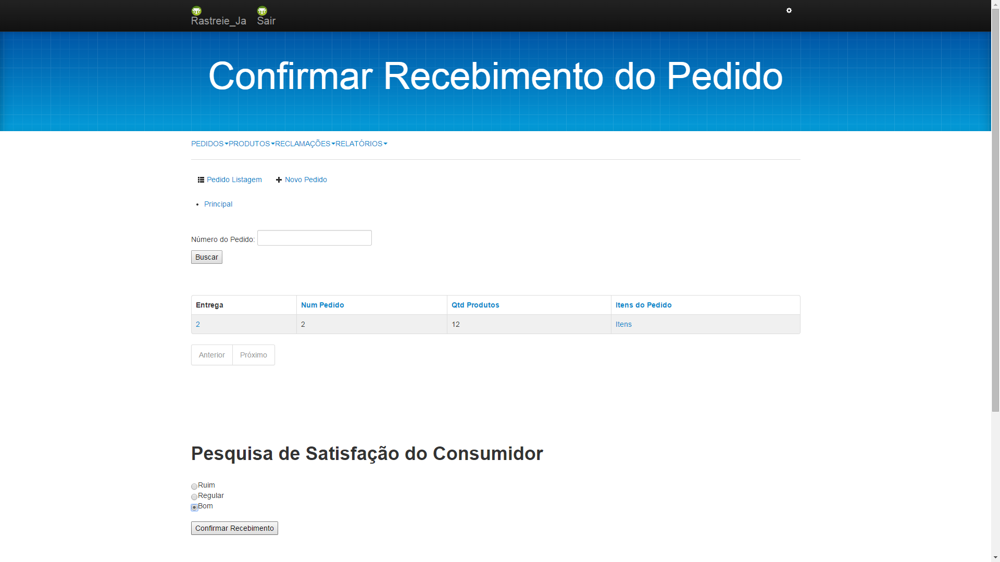 Rastreie_Ja Sair
Confirmar Recebimento do Pedido
PEDIDOS PRODUTOS RECLAMAÇÕES RELATÓRIOS
Pedido Listagem Novo Pedido
Principal
Número do Pedido:
Buscar
Entrega Num Pedido Qtd Produtos Itens do Pedido
2 2 12 Itens
Anterior Próximo
Pesquisa de Satisfação do Consumidor
Ruim
Regular
Bom
Confirmar Recebimento